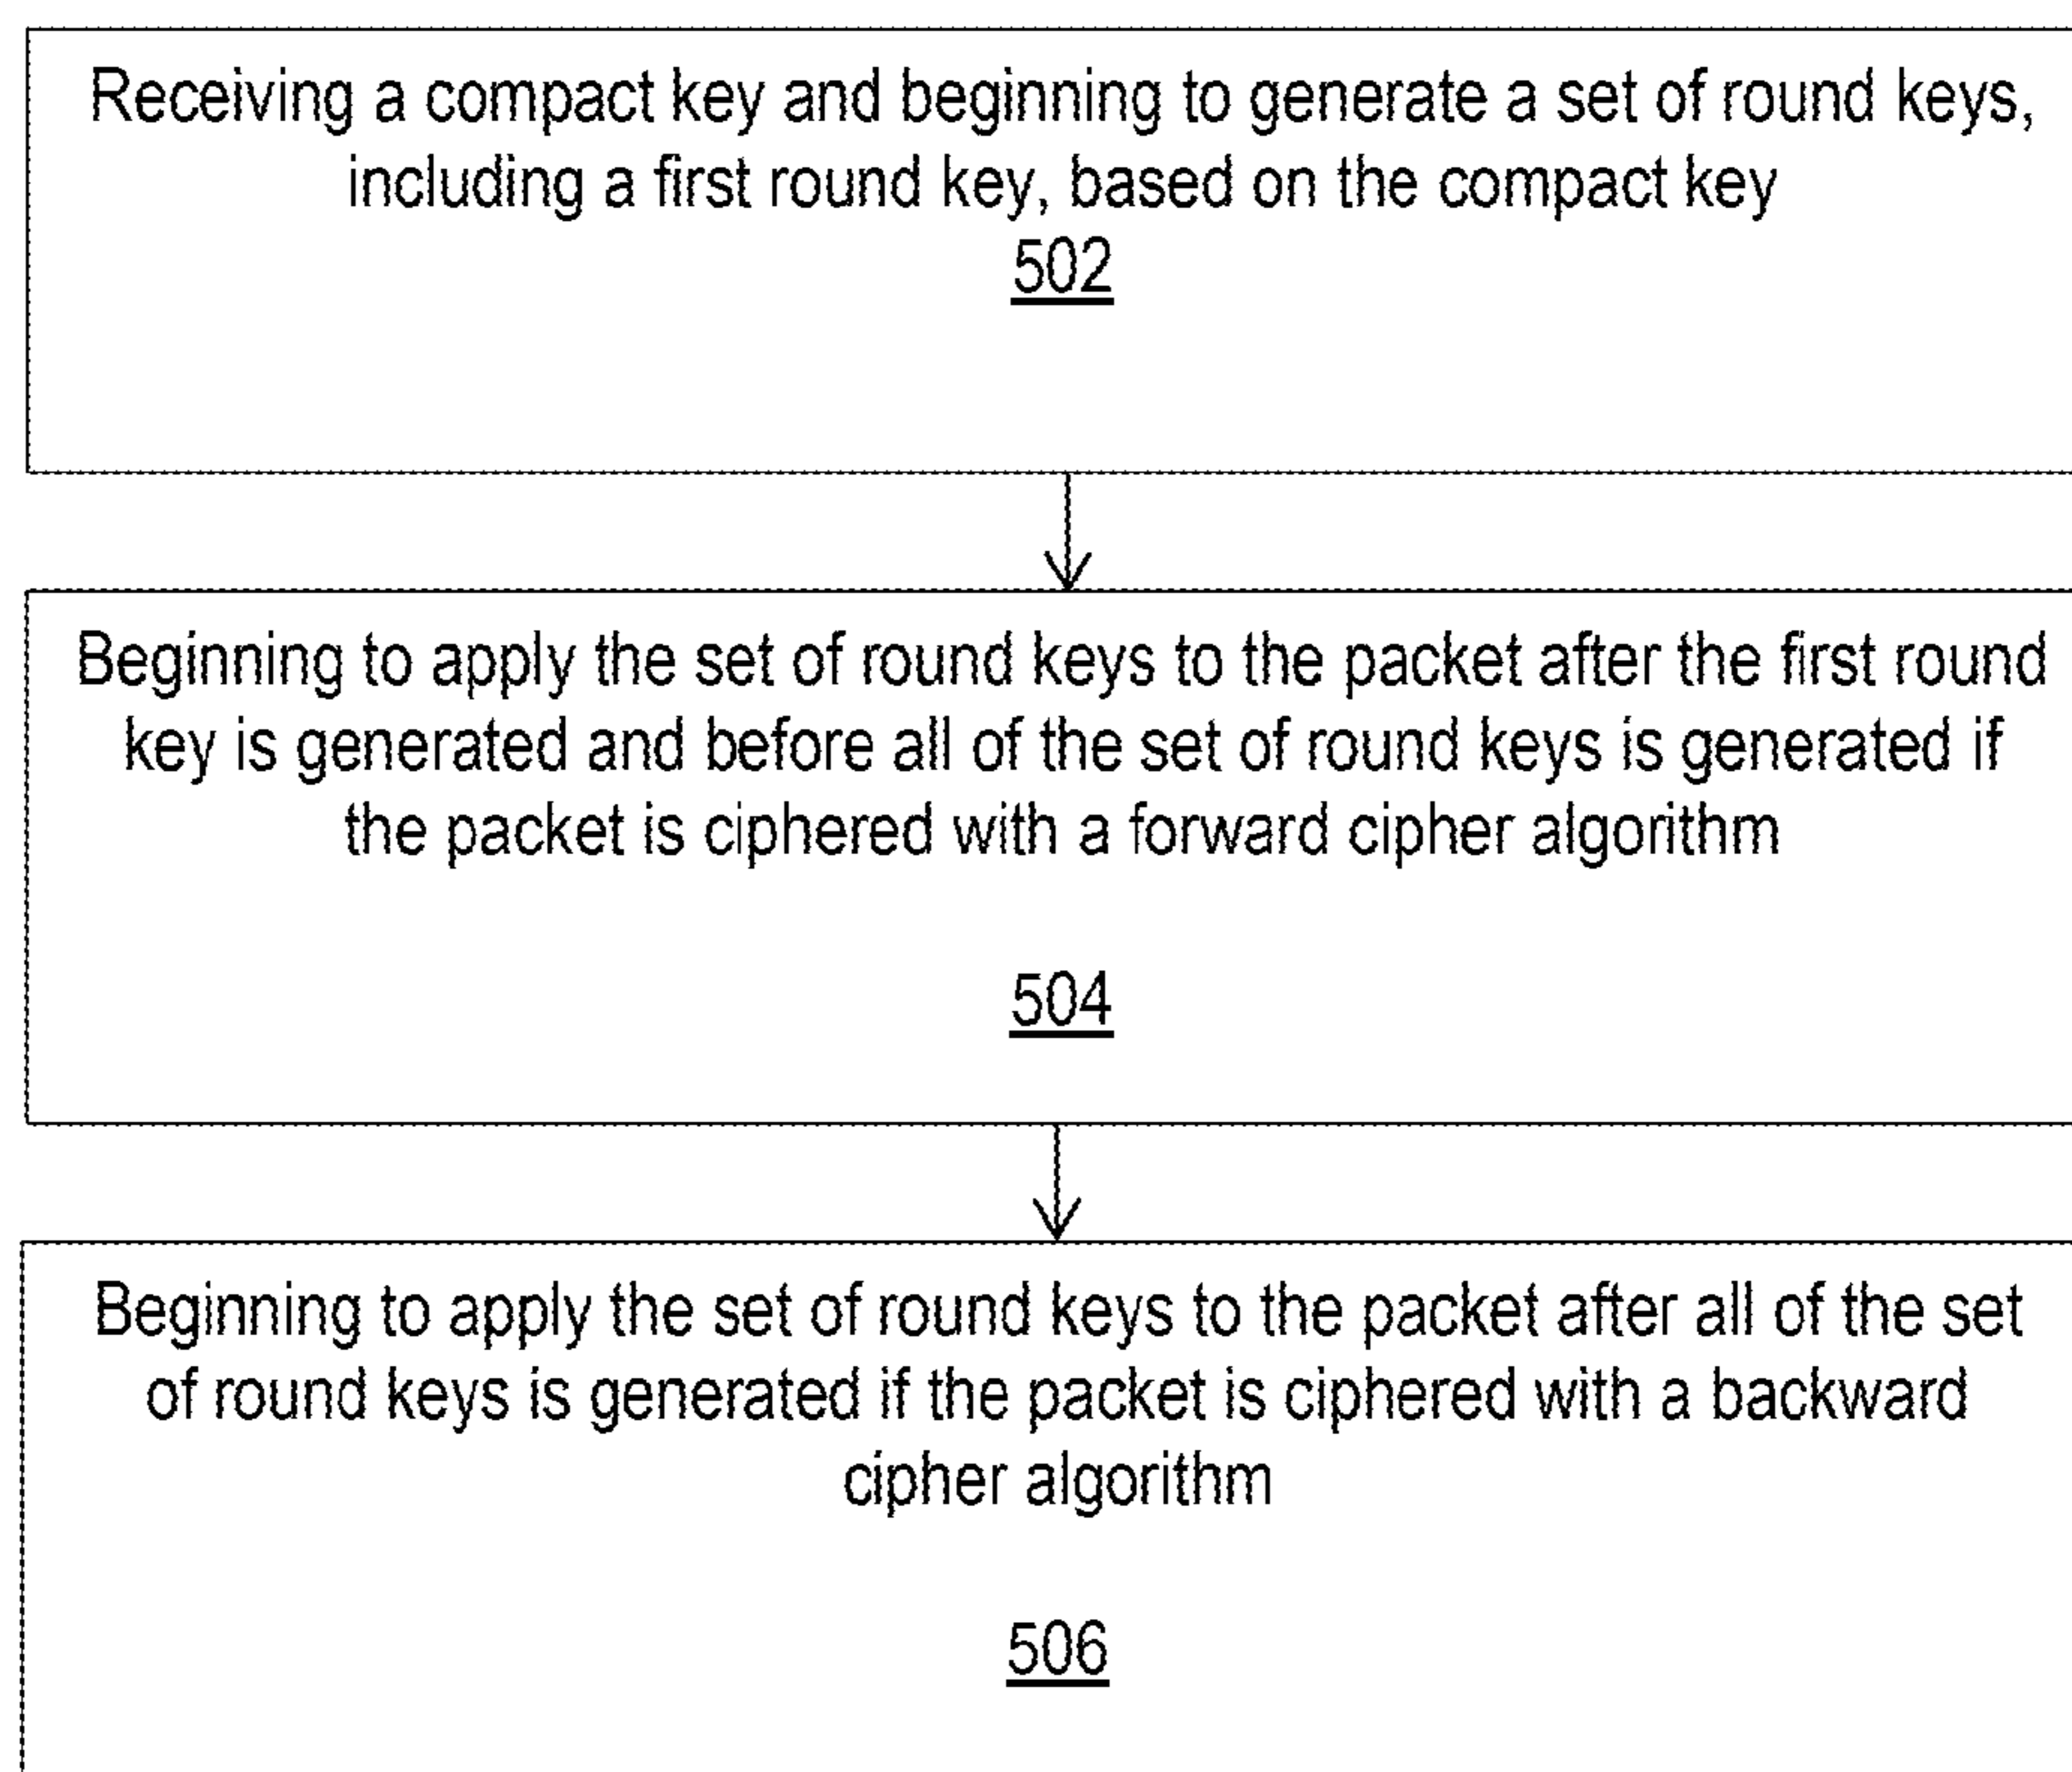 Receiving a compact key and beginning to generate a set of round keys,
including a first round key, based on the compact key
502
Beginning to apply the set of round keys to the packet after the first round
key is generated and before all of the set of round keys is generated if
the packet is ciphered with a forward cipher algorithm
504
Beginning to apply the set of round keys to the packet after all of the set
of round keys is generated if the packet is ciphered with a backward
cipher algorithm
506